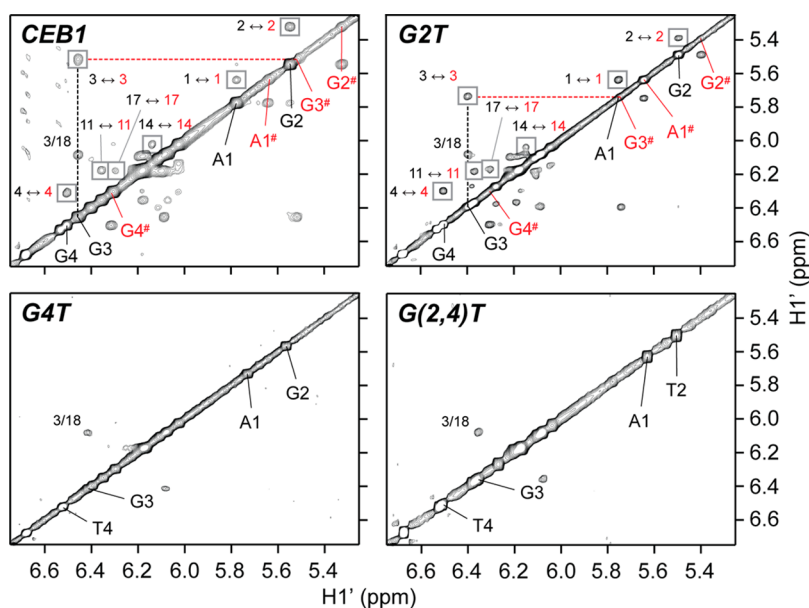 CEB1
2 ↔ 2
3 ↔ 3
1 ↔ 1
17 ↔ 17
11 ↔ 11
14 ↔ 14
3/18
4 ↔ 4
G2#
G3#
G2
A1#
A1
G4#
G3
G4
G2T
2 ↔ 2
3 ↔ 3
1 ↔ 1
17 ↔ 17
14 ↔ 14
3/18
11 ↔ 11
4 ↔ 4
G2#
G2
A1#
A1
G3#
G4#
G3
G4
5.4
5.6
5.8
6.0
6.2
6.4
6.6
H1' (ppm)
G4T
3/18
G2
A1
G3
T4
G(2,4)T
3/18
T2
A1
G3
T4
5.4
5.6
5.8
6.0
6.2
6.4
6.6
H1' (ppm)
6.6 6.4 6.2 6.0 5.8 5.6 5.4
6.6 6.4 6.2 6.0 5.8 5.6 5.4
H1' (ppm)